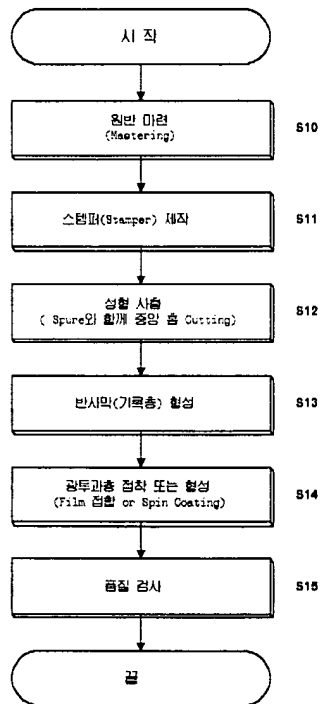 시 작
원반 마련
(Mastering)
S10
스템퍼(Stamper) 제작
S11
성형 사출
( Spure와 함께 중앙 홀 Cutting)
S12
반사막(기록층) 형성
S13
광투과층 접착 또는 형성
(Film 접합 or Spin Coating)
S14
품질 검사
S15
끝